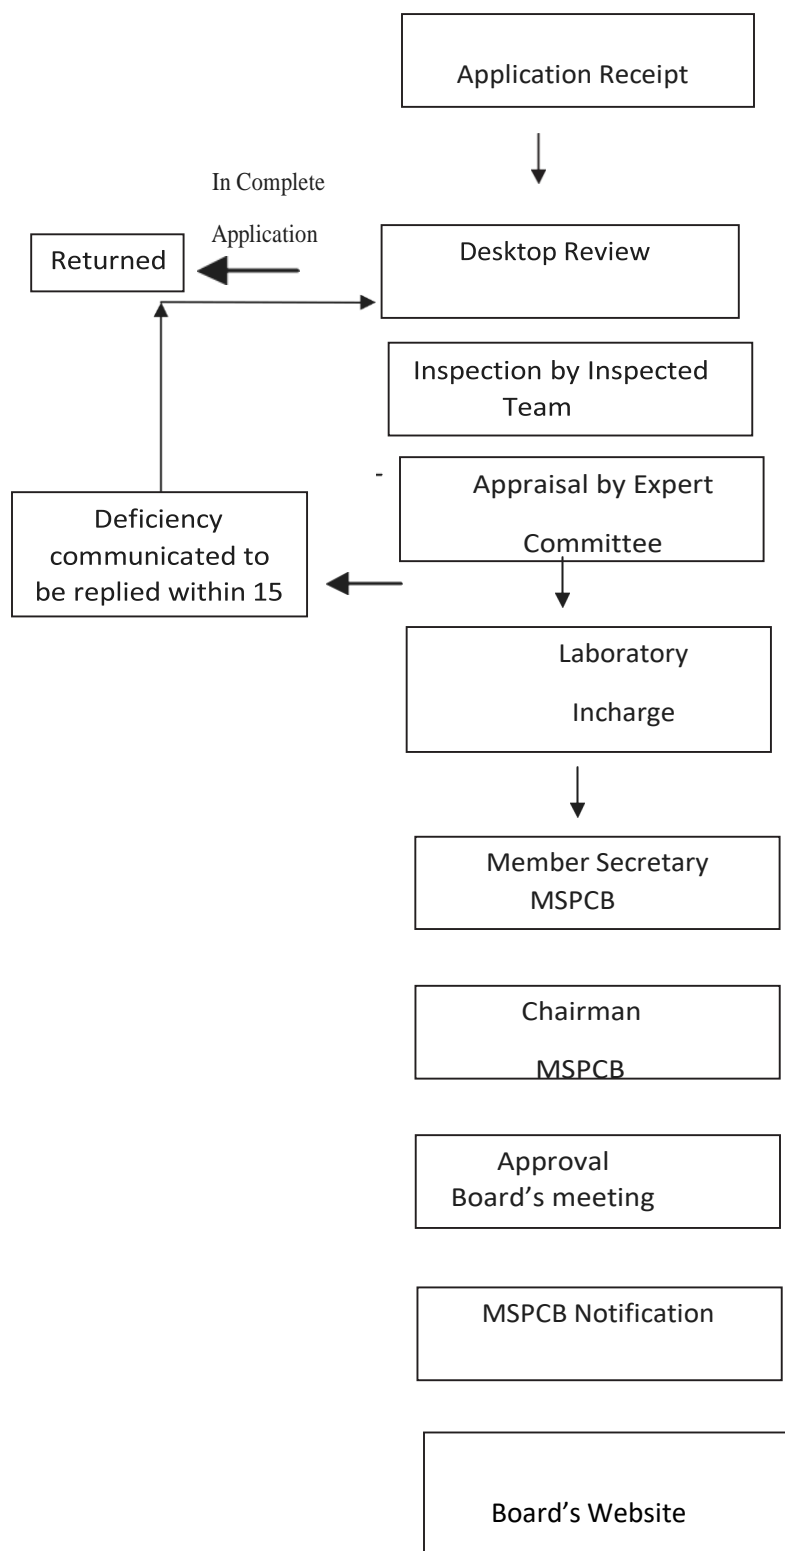 Application Receipt
In Complete
Application
Returned
Desktop Review
Inspection by Inspected
Team
Appraisal by Expert
Committee
Deficiency
communicated to
be replied within 15
Laboratory
Incharge
Member Secretary
MSPCB
Chairman
MSPCB
Approval
Board’s meeting
MSPCB Notification
Board’s Website